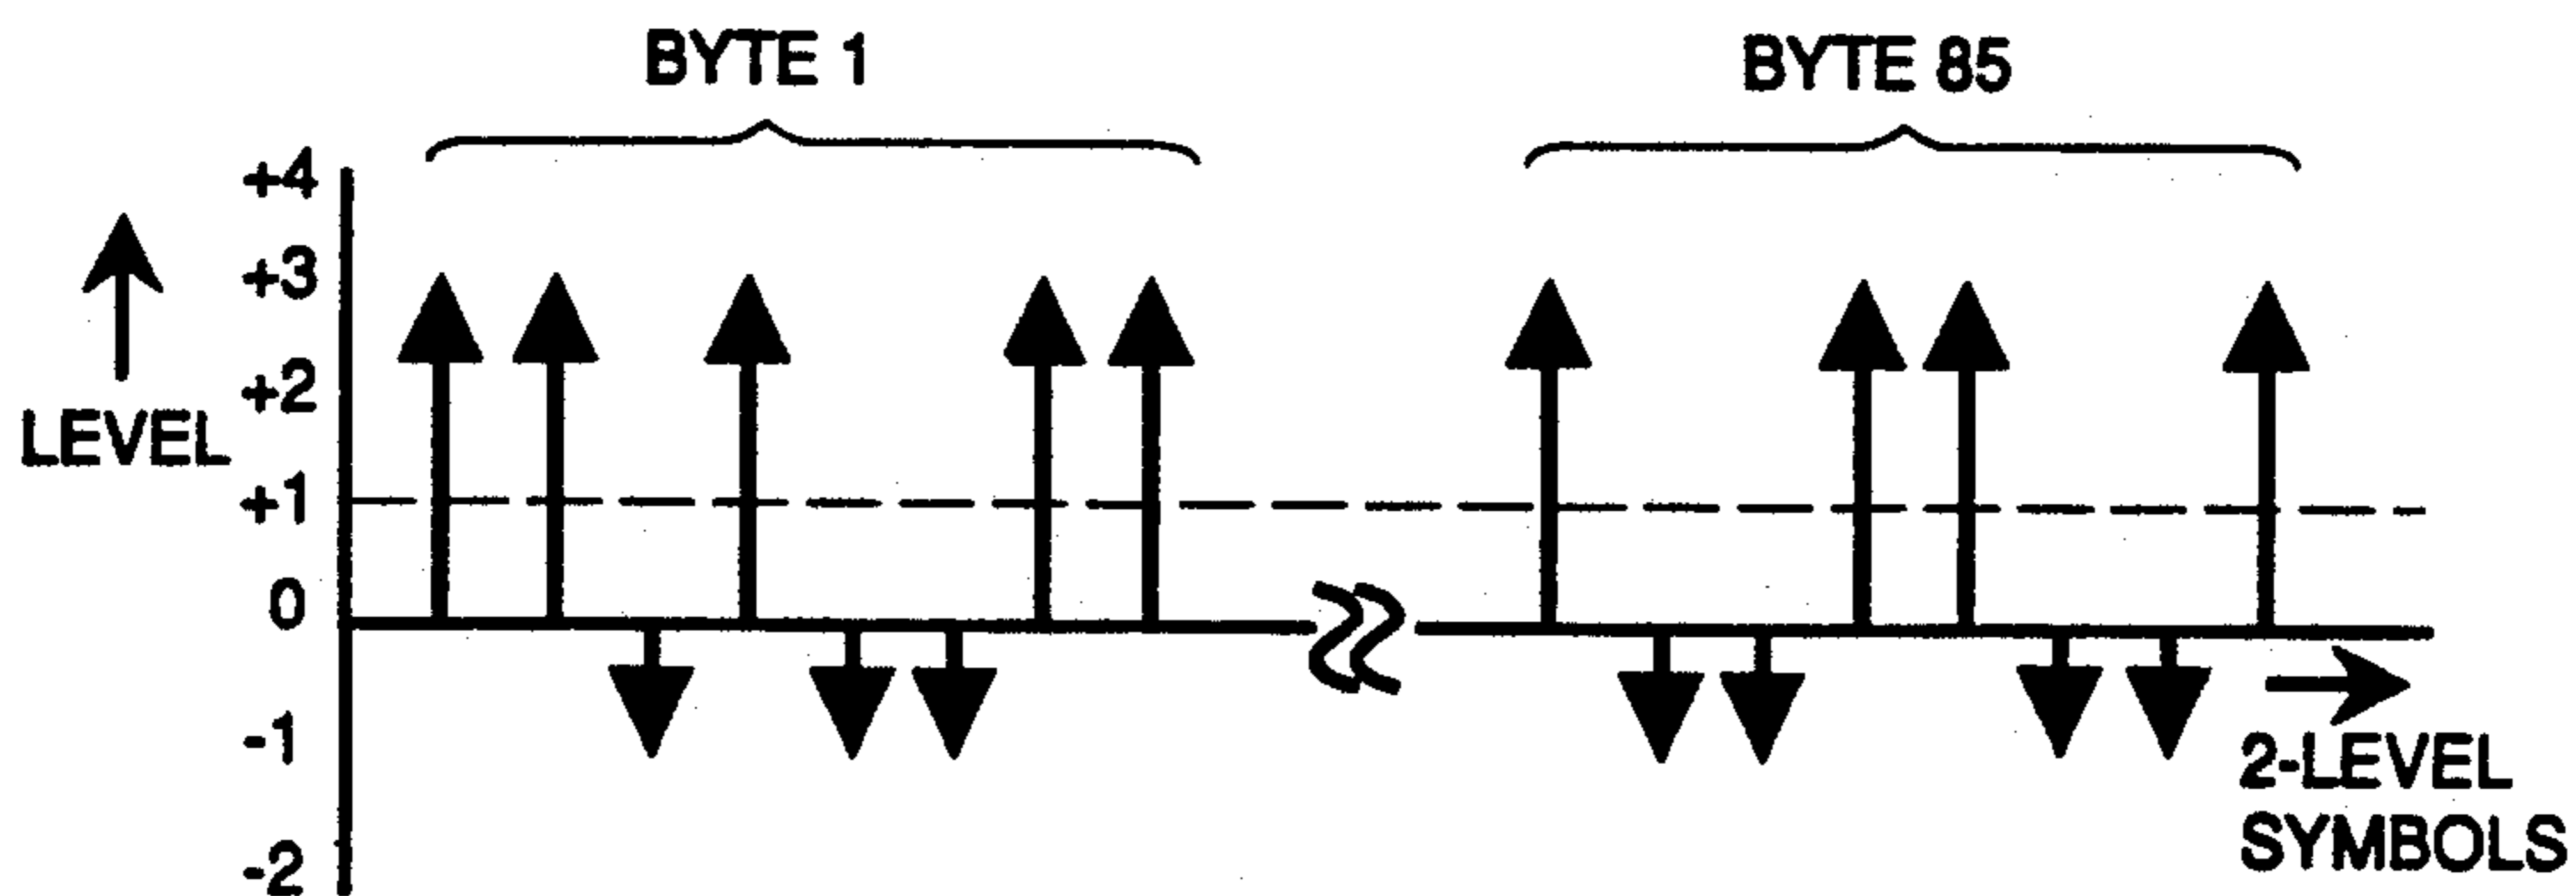 BYTE 1
BYTE 85
+4
+3
+2
LEVEL
+1
0
-1
2-LEVEL
SYMBOLS
-2